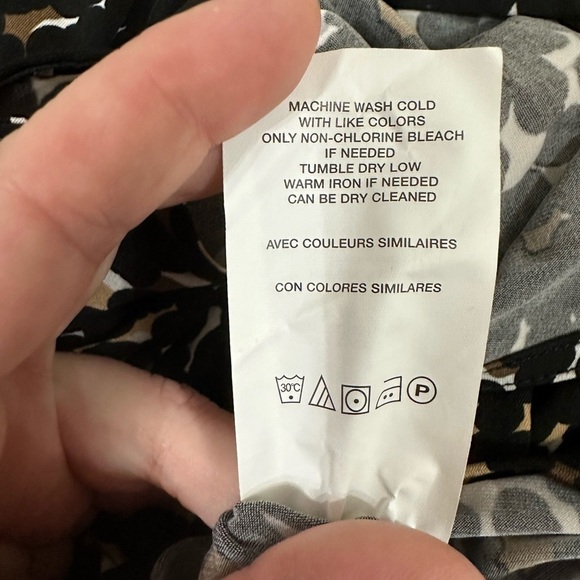 MACHINE WASH COLD
WITH LIKE COLORS
ONLY NON-CHLORINE BLEACH
IF NEEDED
TUMBLE DRY LOW
WARM IRON IF NEEDED
CAN BE DRY CLEANED
AVEC COULEURS SIMILAIRES
CON COLORES SIMILARES
30°C P